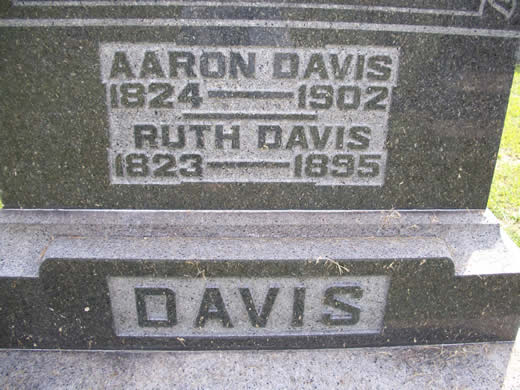 AARON DAVIS
1824 — 1902
RUTH DAVIS
1823 — 1895
DAVIS